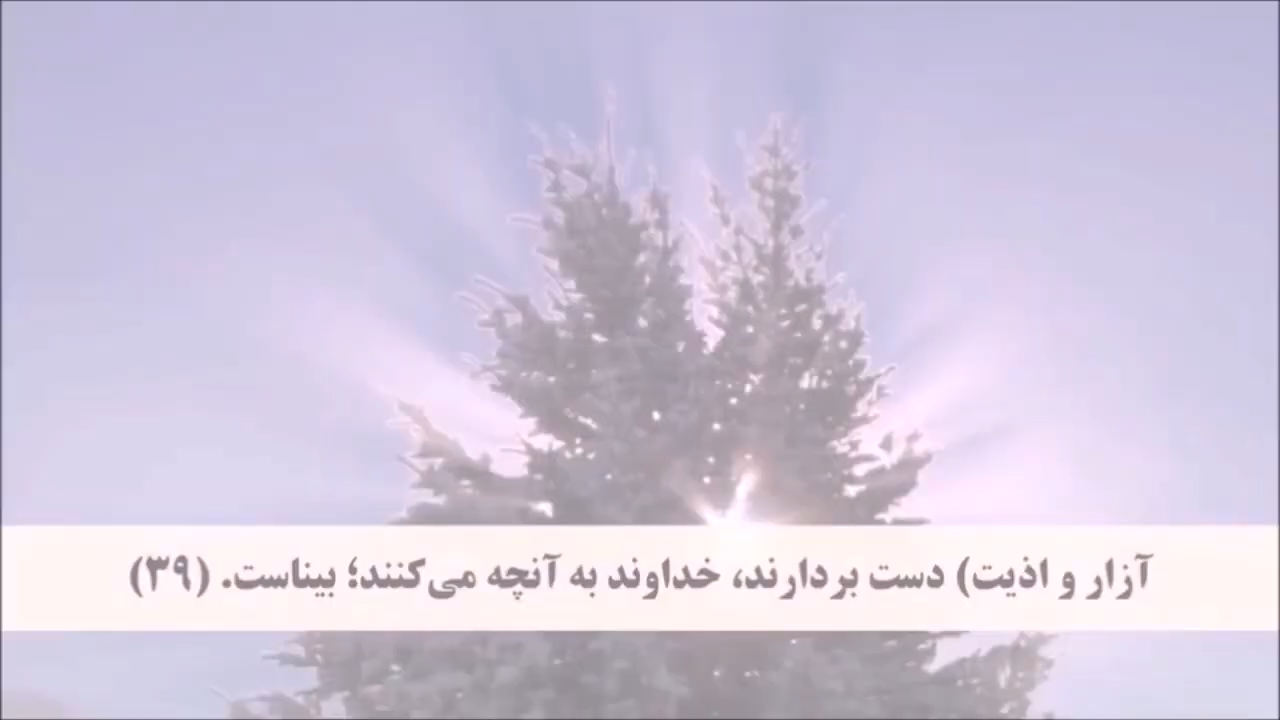 آزار و اذیت) دست بردارند، خداوند به آنچه می‌کنند؛ بیناست. (۳۹)